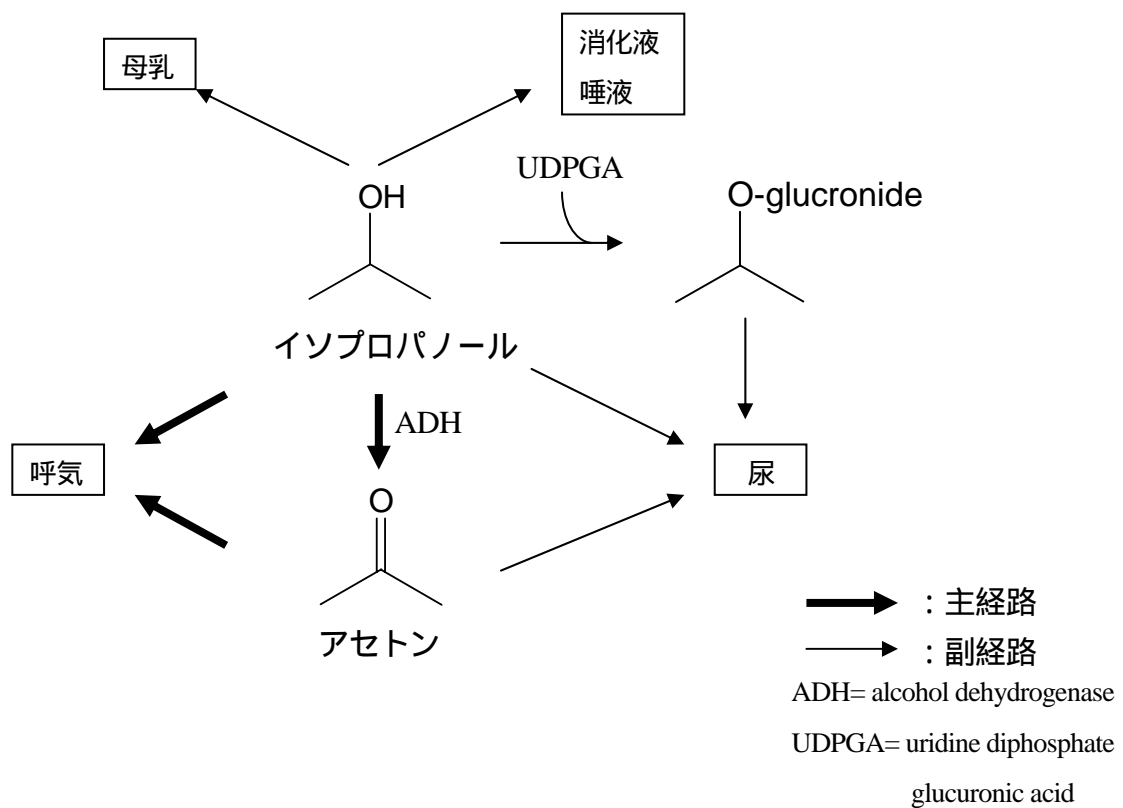 母乳
消化液
唾液
UDPGA
OH
O-glucronide
イソプロパノール
ADH
呼気
尿
O
アセトン
：主経路
：副経路
ADH= alcohol dehydrogenase
UDPGA= uridine diphosphate
glucuronic acid